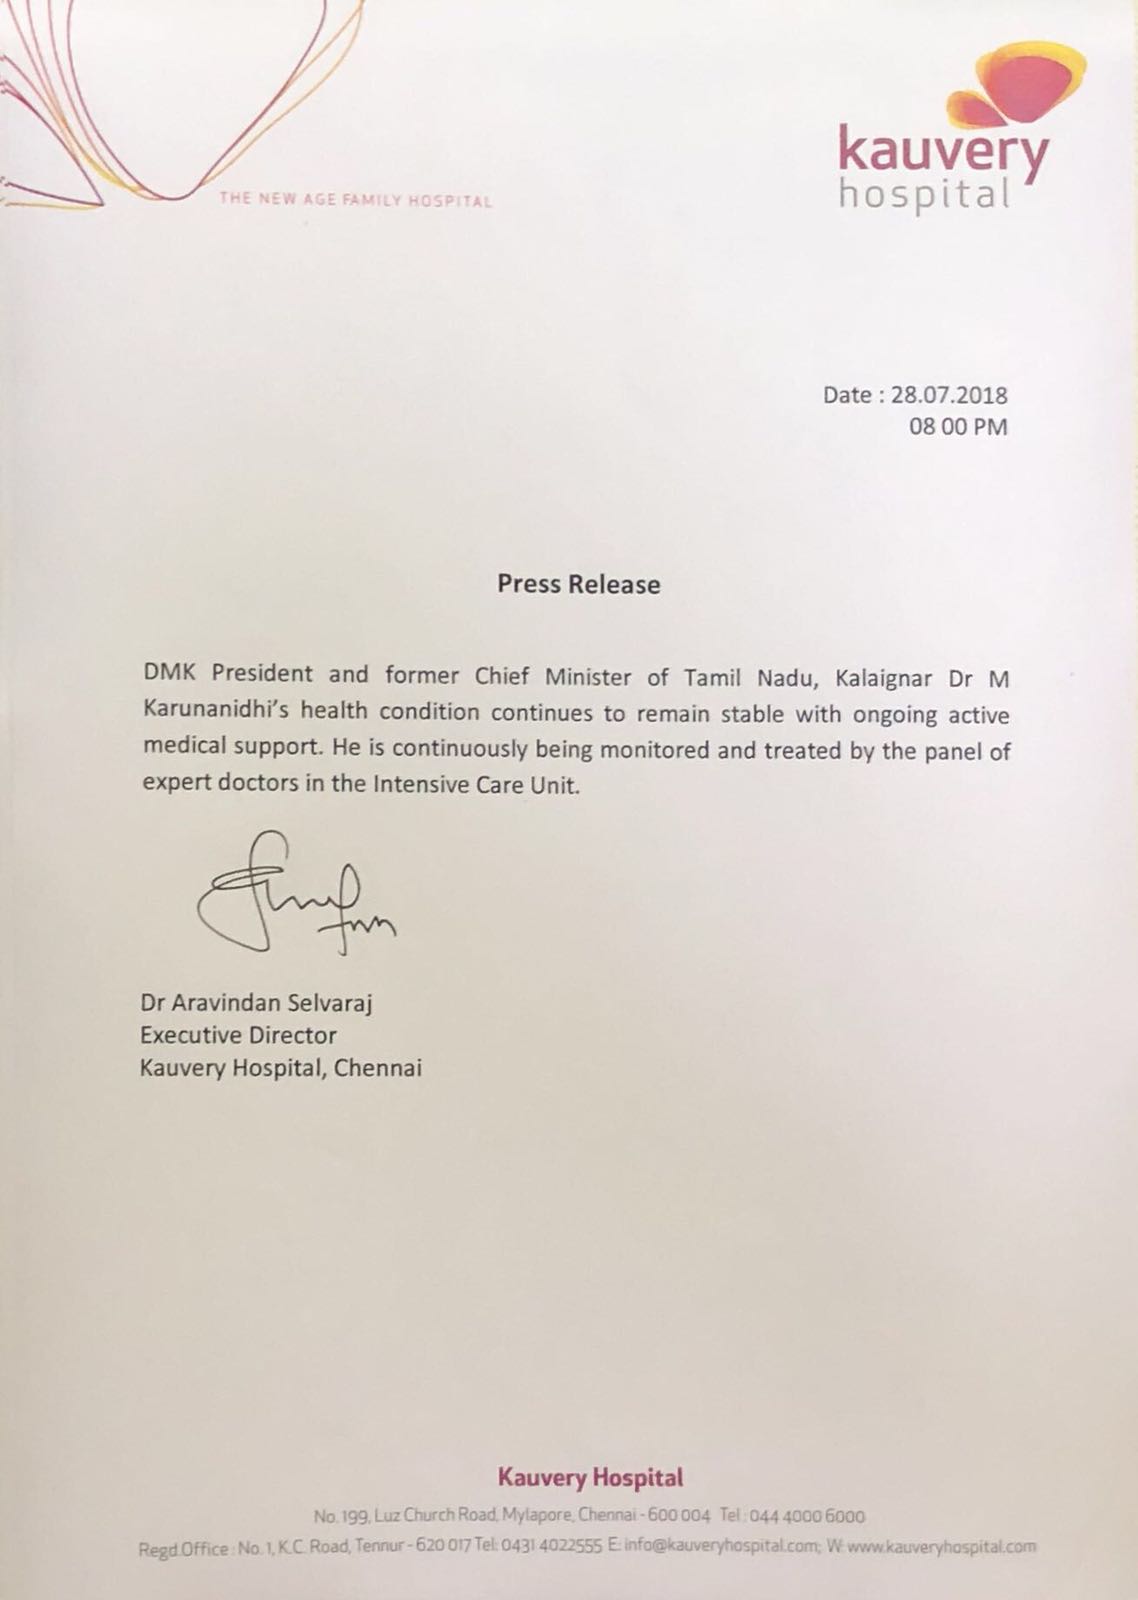 THE NEW AGE FAMILY HOSPITAL
kauvery
hospital
Date : 28.07.2018
08 00 PM
Press Release
DMK President and former Chief Minister of Tamil Nadu, Kalaignar Dr M
Karunanidhi's health condition continues to remain stable with ongoing active
medical support. He is continuously being monitored and treated by the panel of
expert doctors in the Intensive Care Unit.
Dr Aravindan Selvaraj
Executive Director
Kauvery Hospital, Chennai
Kauvery Hospital
No. 199, Luz Church Road, Mylapore, Chennai - 600 004 Tel : 044 4000 6000
Regd.Office : No. 1, K.C. Road, Tennur - 620 017 Tel: 0431 4022555 E: info@kauveryhospital.com; W: www.kauveryhospital.com